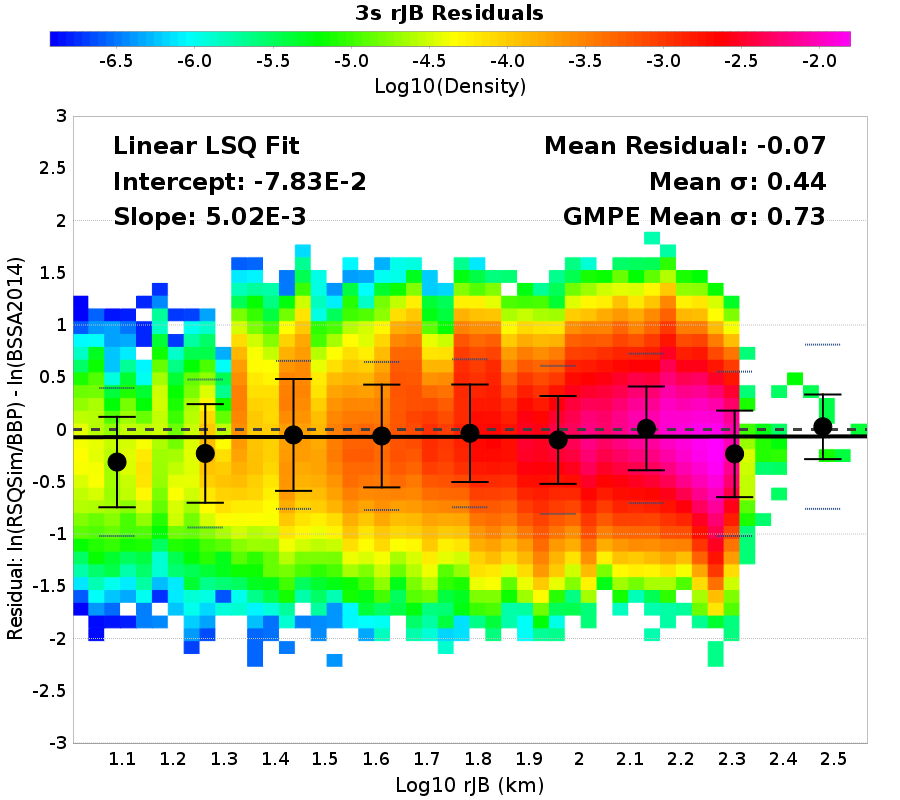 3s rJB Residuals
-6.5 -6.0 -5.5 -5.0 -4.5 -4.0 -3.5 -3.0 -2.5 -2.0
Log10(Density)
Linear LSQ Fit
Intercept: -7.83E-2
Slope: 5.02E-3
Mean Residual: -0.07
Mean σ: 0.44
GMPE Mean σ: 0.73
Residual: ln(RSQSim/BBP) - ln(BSSA2014)
3
2.5
2
1.5
1
0.5
0
-0.5
-1
-1.5
-2
-2.5
-3
1.1 1.2 1.3 1.4 1.5 1.6 1.7 1.8 1.9 2 2.1 2.2 2.3 2.4 2.5
Log10 rJB (km)